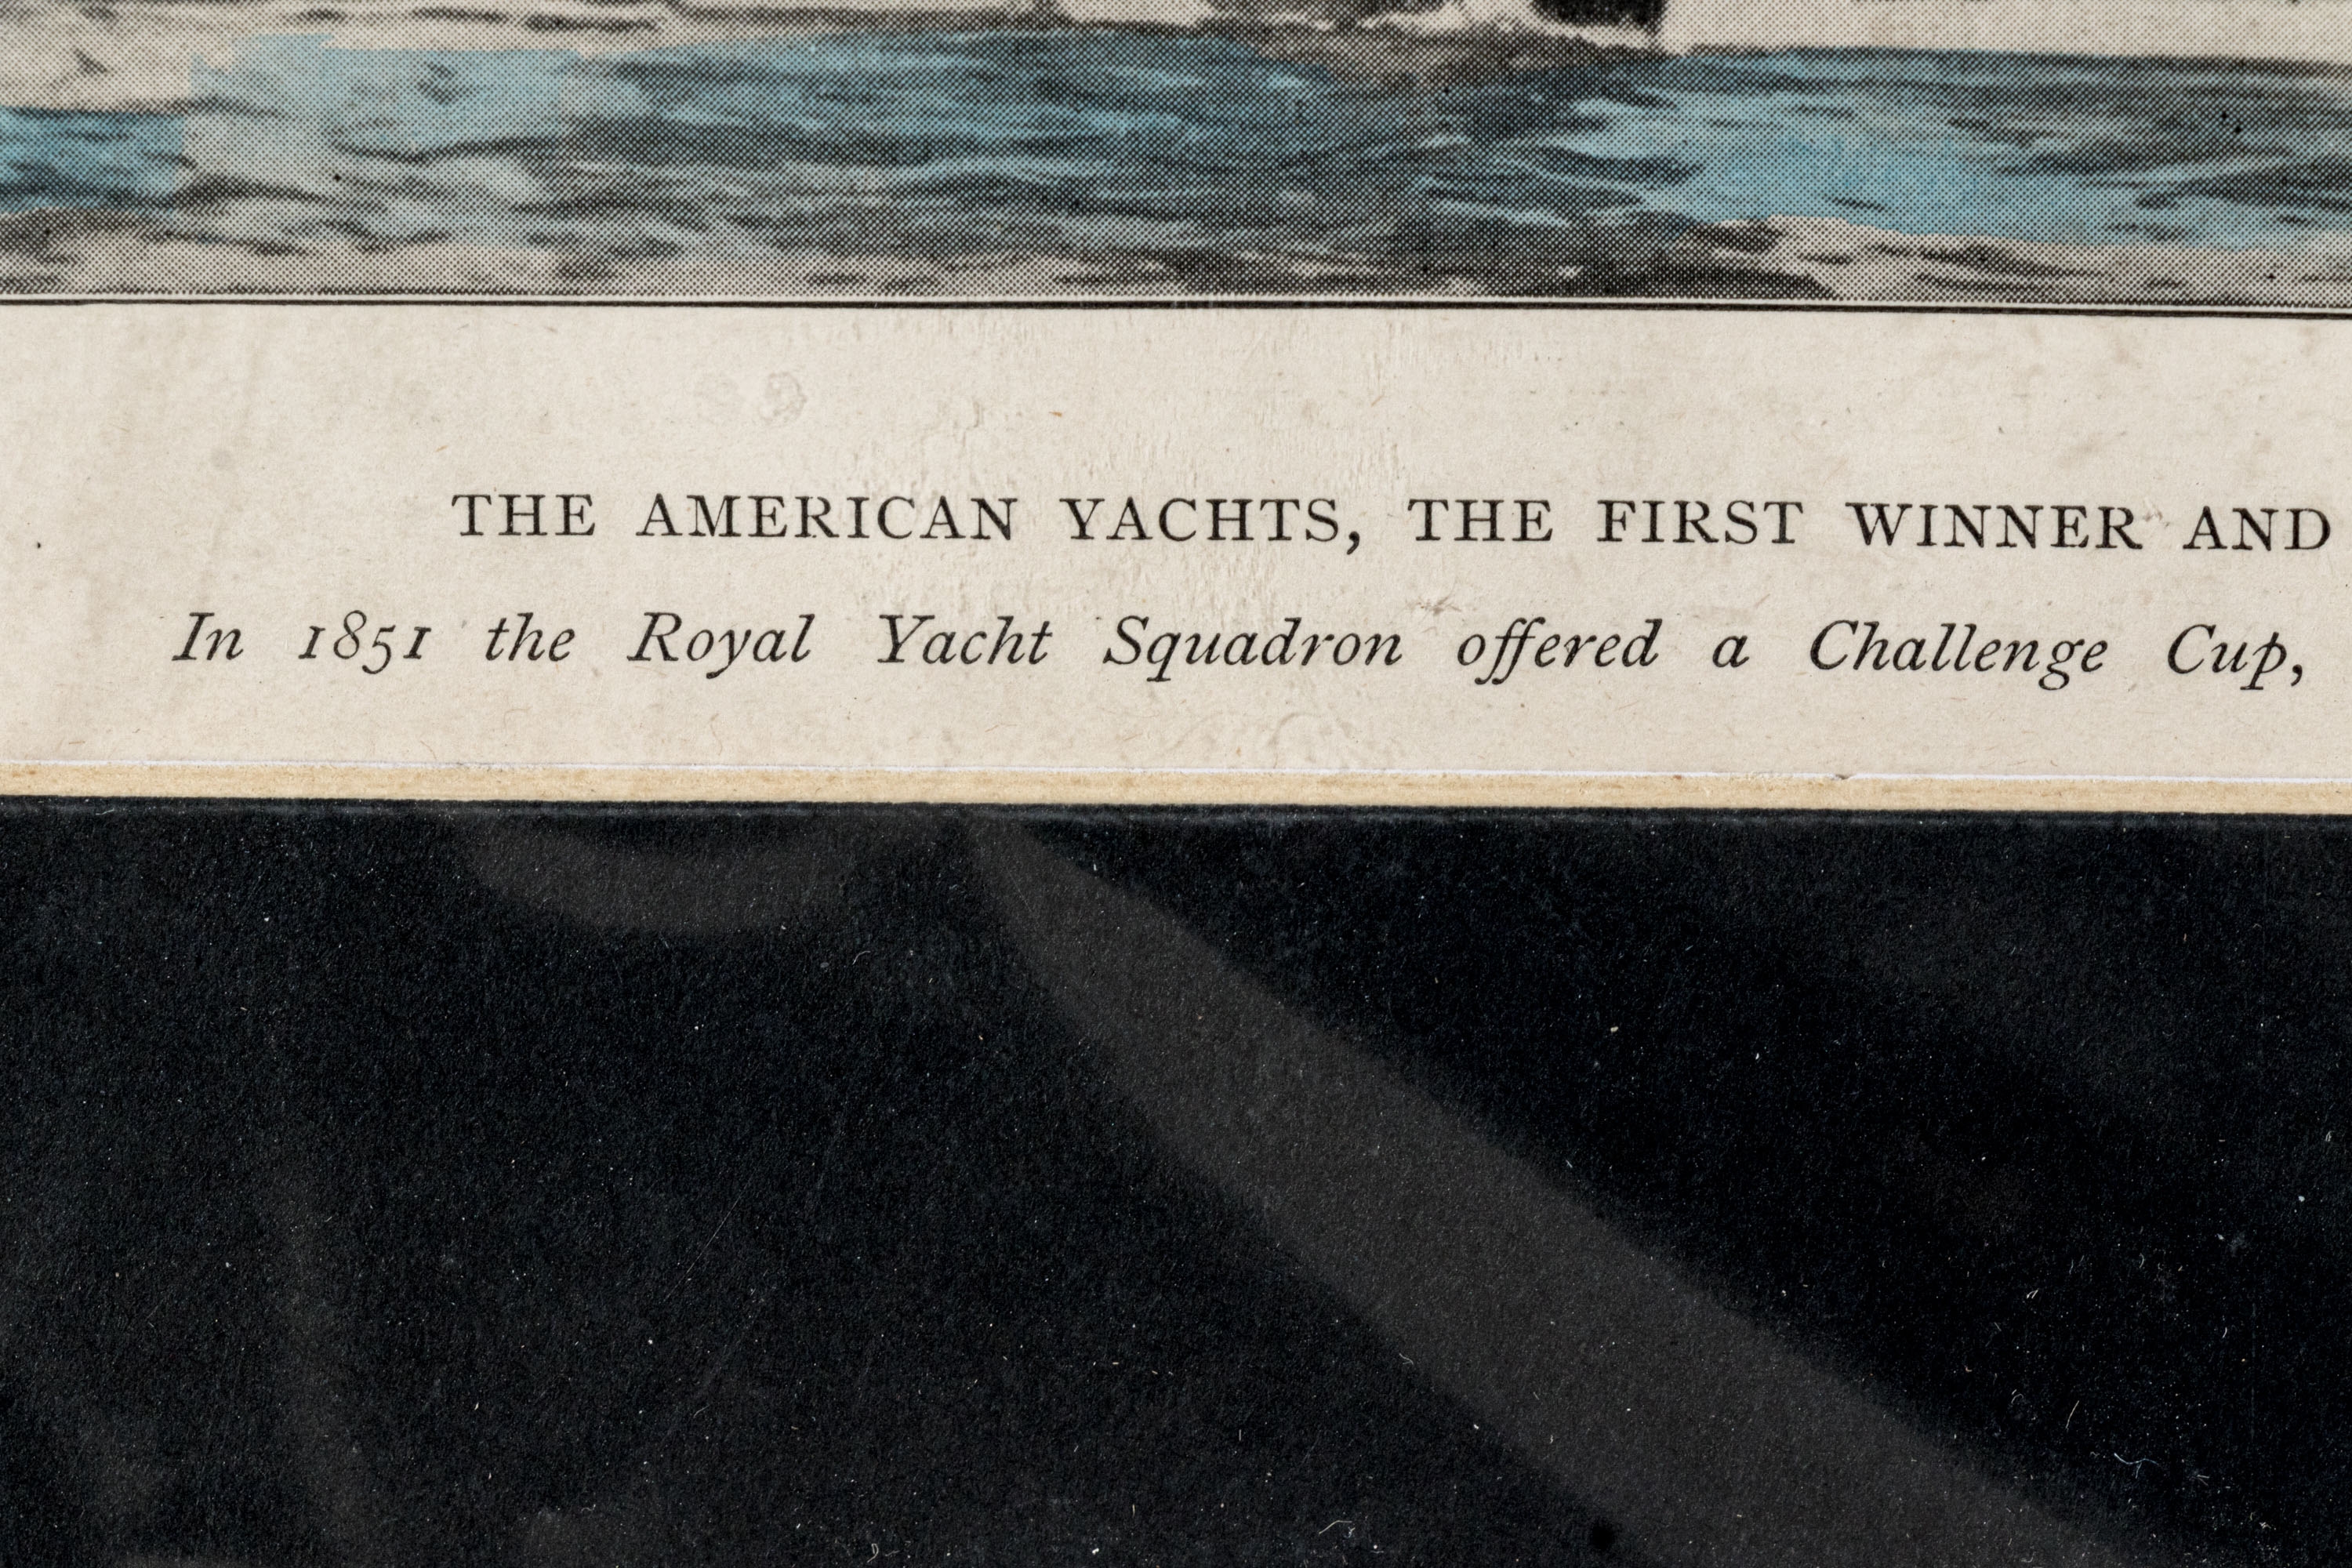 THE AMERICAN YACHTS, THE FIRST WINNER AND
In 1851 the Royal Yacht Squadron offered a Challenge Cup,